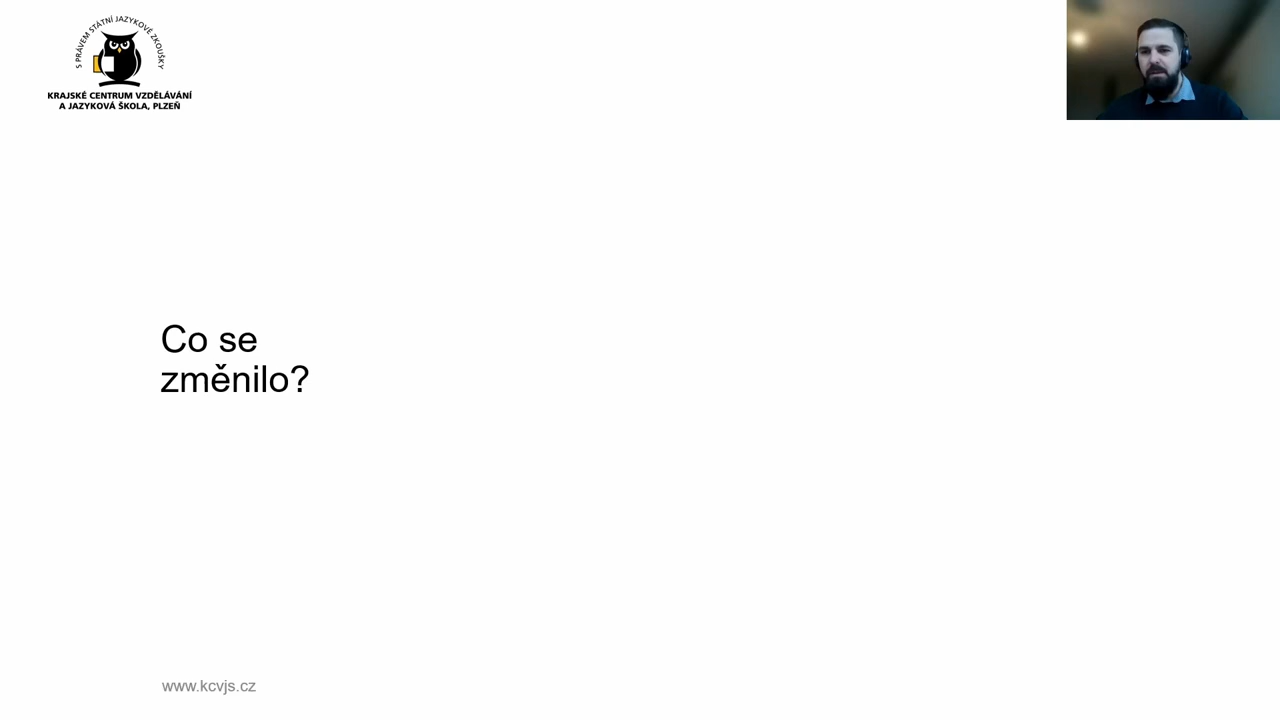 S PRÁVEM STÁTNÍ JAZYKOVÉ ZKOUŠKY
KRAJSKÉ CENTRUM VZDĚLÁVÁNÍ
A JAZYKOVÁ ŠKOLA, PLZEŇ
Co se
změnilo?
www.kcvjs.cz